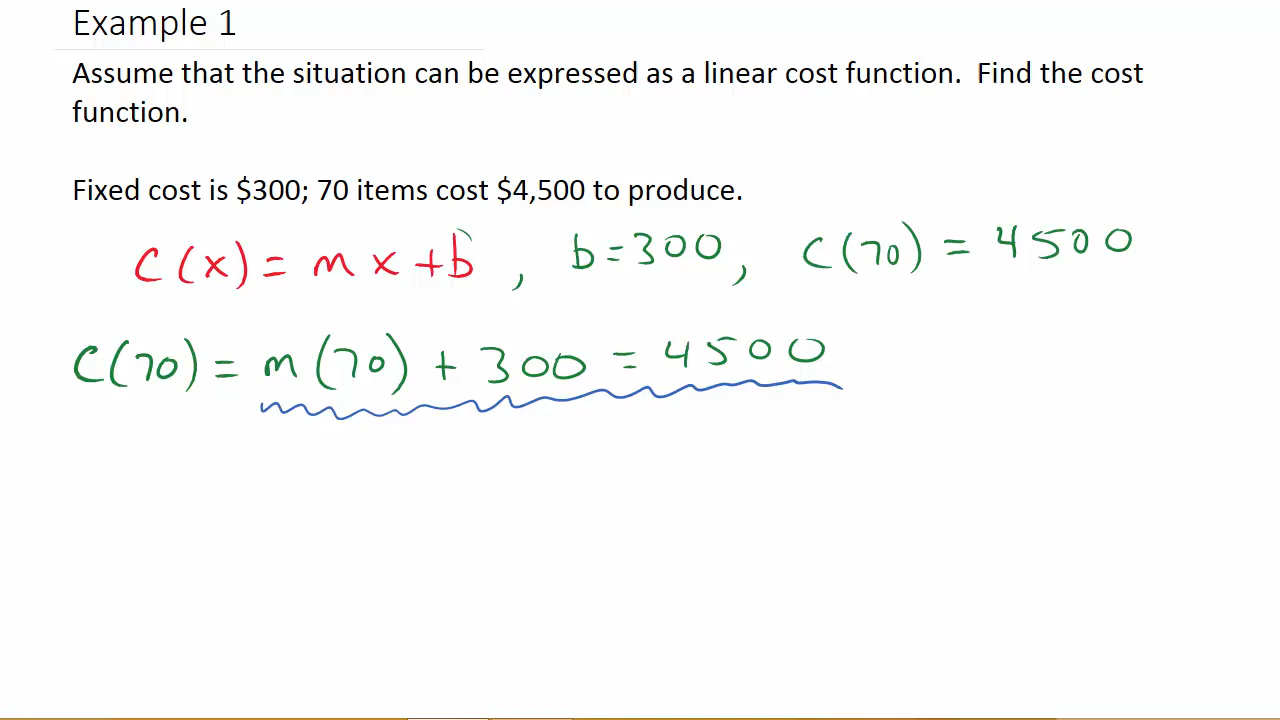 Example 1
Assume that the situation can be expressed as a linear cost function.  Find the cost
function.
Fixed cost is $300; 70 items cost $4,500 to produce.
C(x) = mx+b, b=300, C(70) = 4500
C(70) = m(70) + 300 = 4500